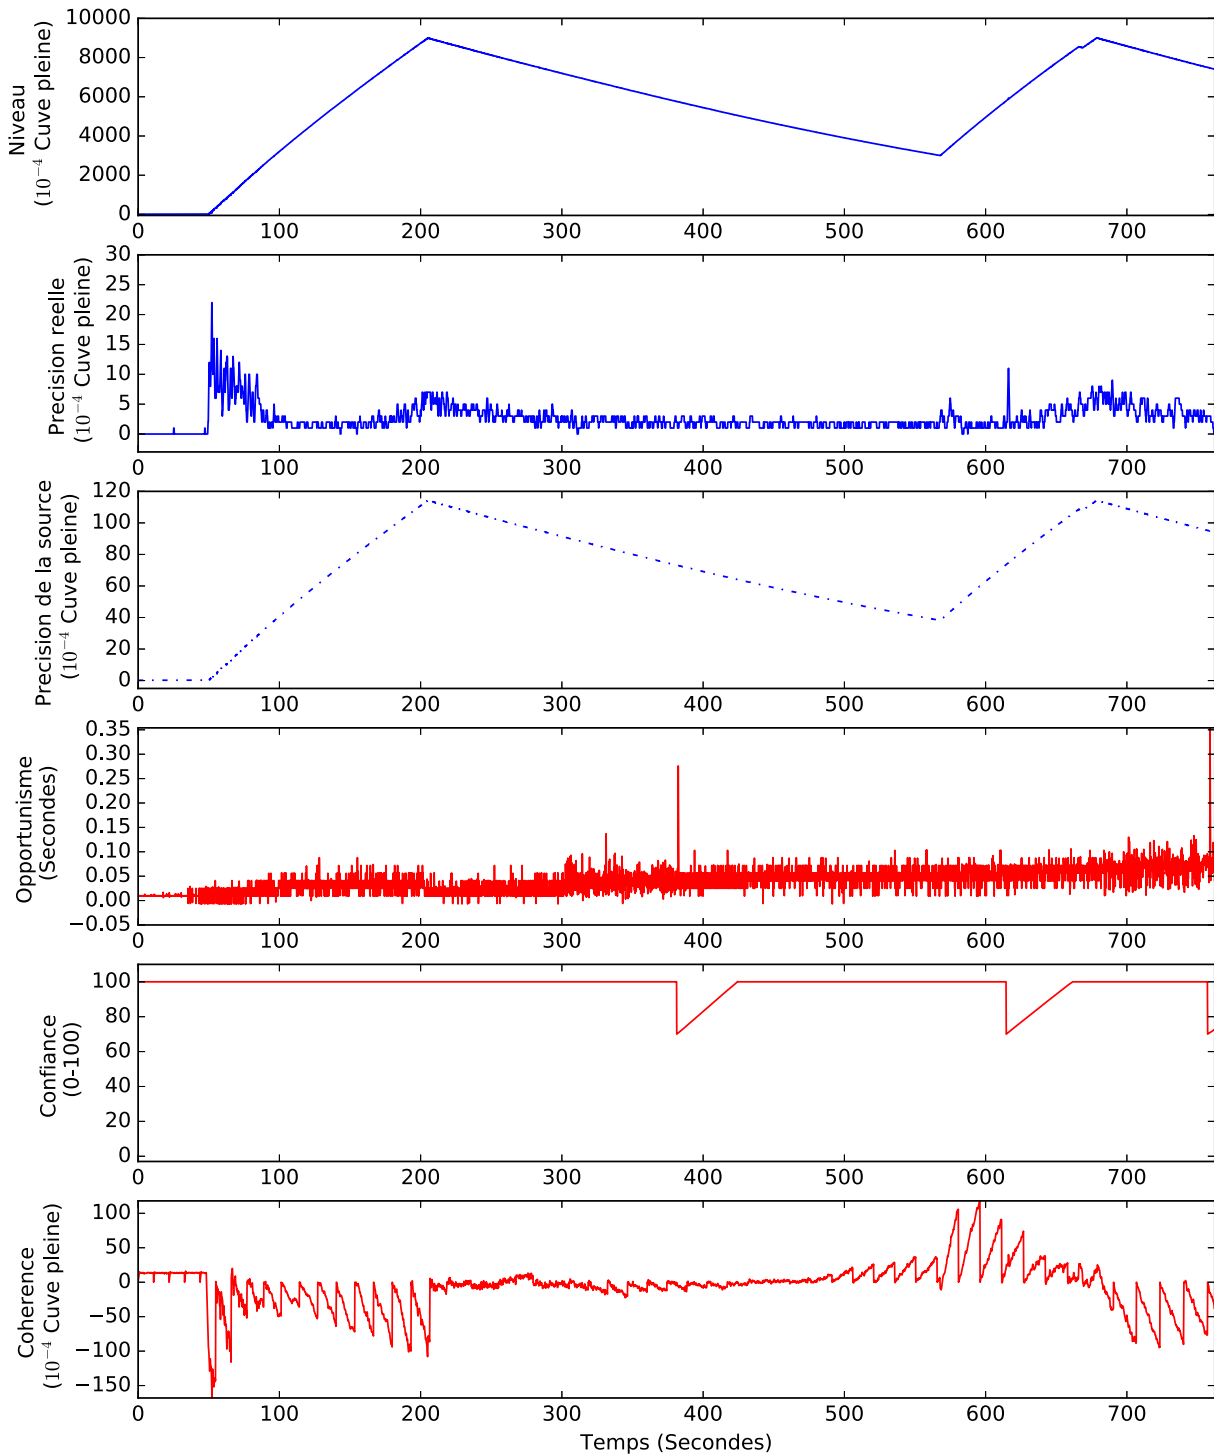 Niveau
(10⁻⁴ Cuve pleine)
10000
8000
6000
4000
2000
0
0 100 200 300 400 500 600 700
Precision reelle
(10⁻⁴ Cuve pleine)
30
25
20
15
10
5
0
0 100 200 300 400 500 600 700
Precision de la source
(10⁻⁴ Cuve pleine)
120
100
80
60
40
20
0
0 100 200 300 400 500 600 700
Opportunisme
(Secondes)
0.35
0.30
0.25
0.20
0.15
0.10
0.05
0.00
−0.05
0 100 200 300 400 500 600 700
Confiance
(0-100)
100
80
60
40
20
0
0 100 200 300 400 500 600 700
Coherence
(10⁻⁴ Cuve pleine)
100
50
0
−50
−100
−150
0 100 200 300 400 500 600 700
Temps (Secondes)